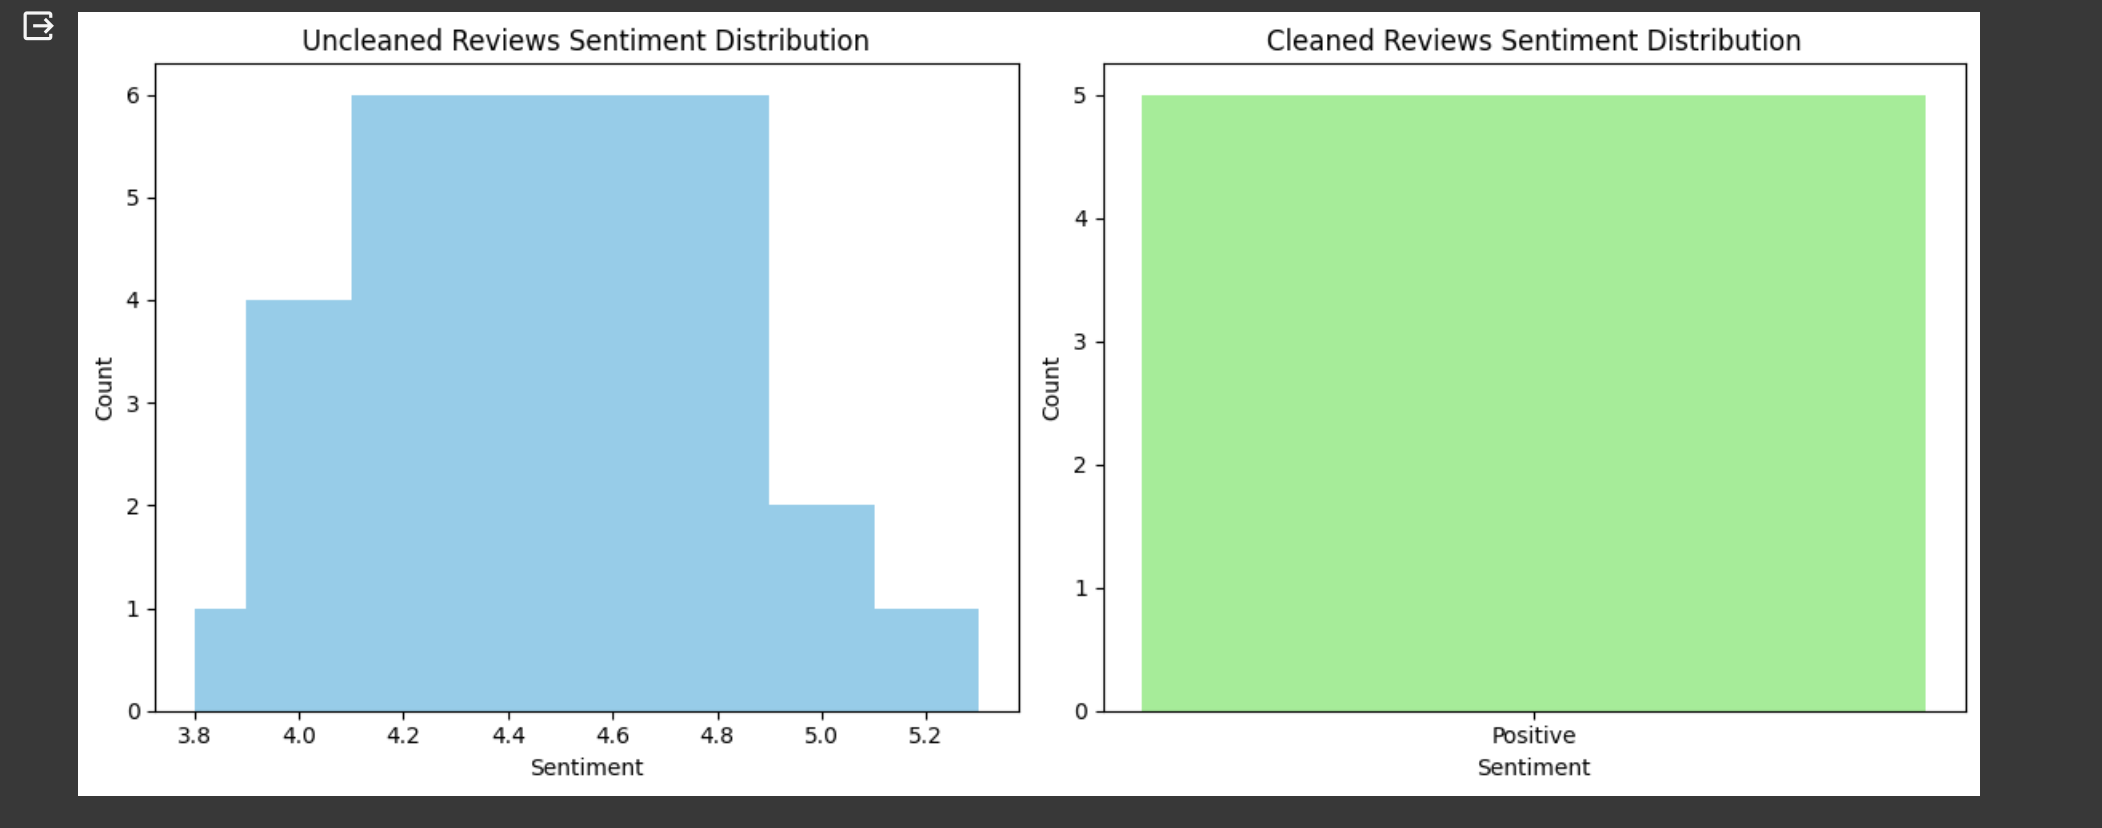 Uncleaned Reviews Sentiment Distribution
6
5
4
3
2
1
0
Count
3.8 4.0 4.2 4.4 4.6 4.8 5.0 5.2
Sentiment
Cleaned Reviews Sentiment Distribution
5
4
3
2
1
0
Count
Positive
Sentiment